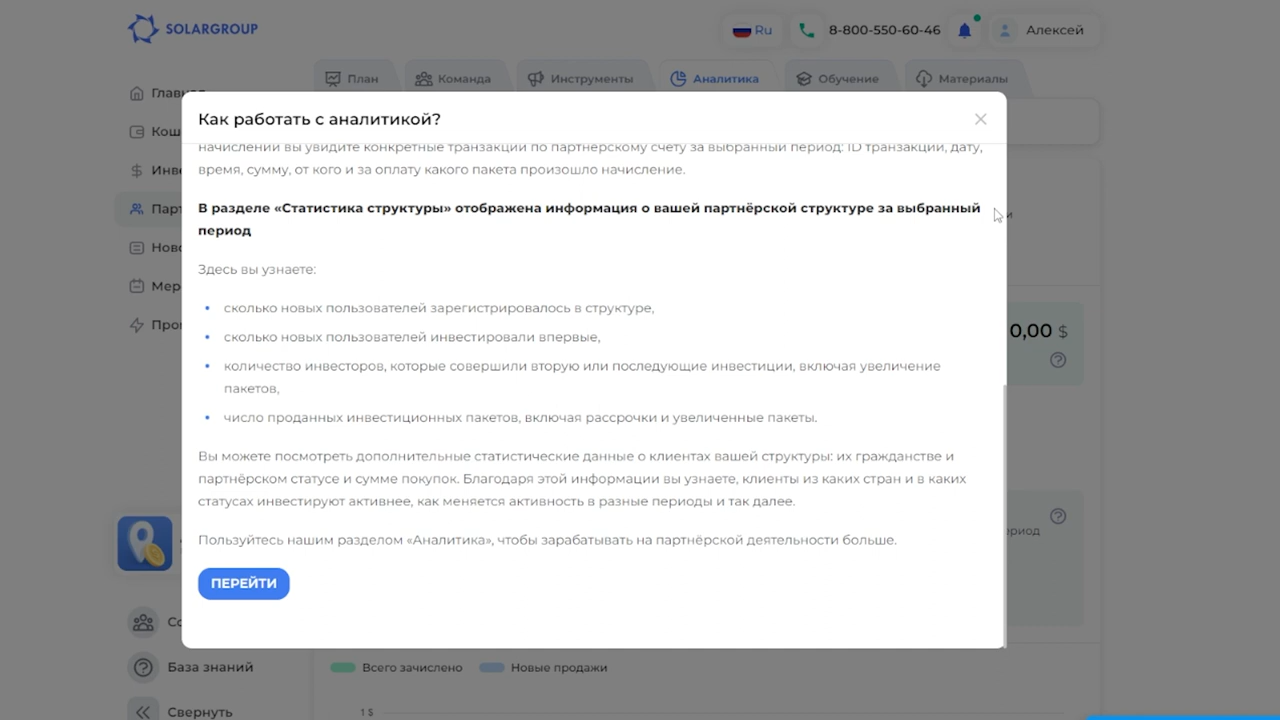 SOLARGROUP
Ru
8-800-550-60-46
Алексей
План
Команда
Инструменты
Аналитика
Обучение
Материалы
Как работать с аналитикой?
начислении вы увидите конкретные транзакции по партнерскому счету за выбранный период: ID транзакции, дату,
время, сумму, от кого и за оплату какого пакета произошло начисление.
В разделе «Статистика структуры» отображена информация о вашей партнёрской структуре за выбранный
период
Здесь вы узнаете:
сколько новых пользователей зарегистрировалось в структуре,
сколько новых пользователей инвестировали впервые,
количество инвесторов, которые совершили вторую или последующие инвестиции, включая увеличение
пакетов,
число проданных инвестиционных пакетов, включая рассрочки и увеличенные пакеты.
Вы можете посмотреть дополнительные статистические данные о клиентах вашей структуры: их гражданстве и
партнёрском статусе и сумме покупок. Благодаря этой информации вы узнаете, клиенты из каких стран и в каких
статусах инвестируют активнее, как меняется активность в разные периоды и так далее.
Пользуйтесь нашим разделом «Аналитика», чтобы зарабатывать на партнёрской деятельности больше.
ПЕРЕЙТИ
0,00 $
База знаний
Свернуть
Всего зачислено
Новые продажи
1 $